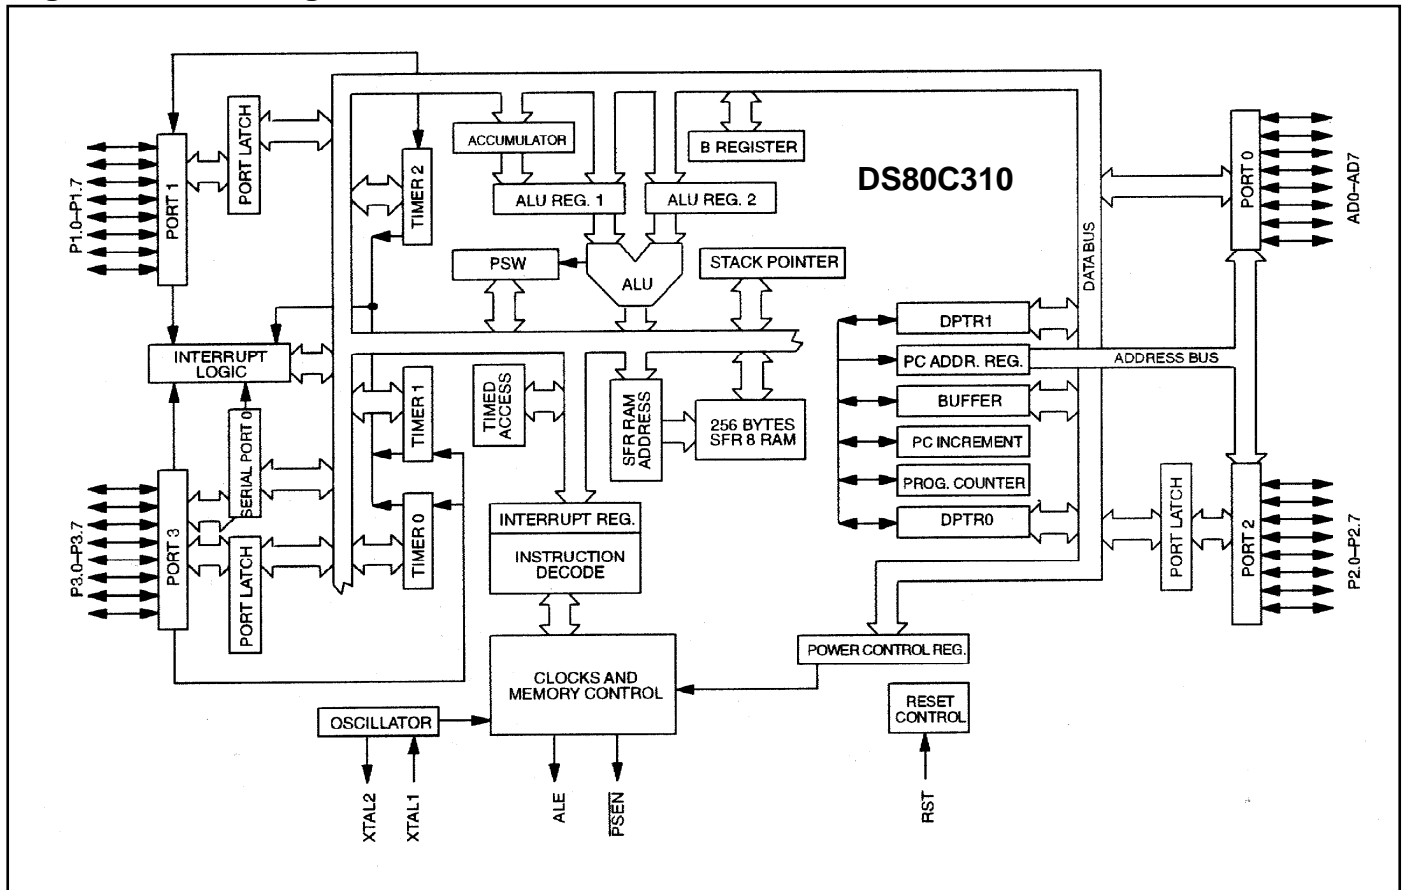 DS80C310
PORT LATCH
PORT 1
P1.0–P1.7
TIMER 2
ACCUMULATOR
B REGISTER
ALU REG. 1
ALU REG. 2
PSW
ALU
STACK POINTER
DATA BUS
PORT 0
AD0–AD7
INTERRUPT
LOGIC
DPTR1
PC ADDR. REG.
ADDRESS BUS
BUFFER
PC INCREMENT
PROG. COUNTER
DPTR0
TIMER 1
TIMED
ACCESS
SFR RAM
ADDRESS
256 BYTES
SFR 8 RAM
SERIAL PORT 0
PORT 3
P3.0–P3.7
PORT LATCH
TIMER 0
INTERRUPT REG.
INSTRUCTION
DECODE
PORT LATCH
PORT 2
P2.0–P2.7
POWER CONTROL REG.
CLOCKS AND
MEMORY CONTROL
RESET
CONTROL
OSCILLATOR
XTAL2
XTAL1
ALE
PSEN
RST